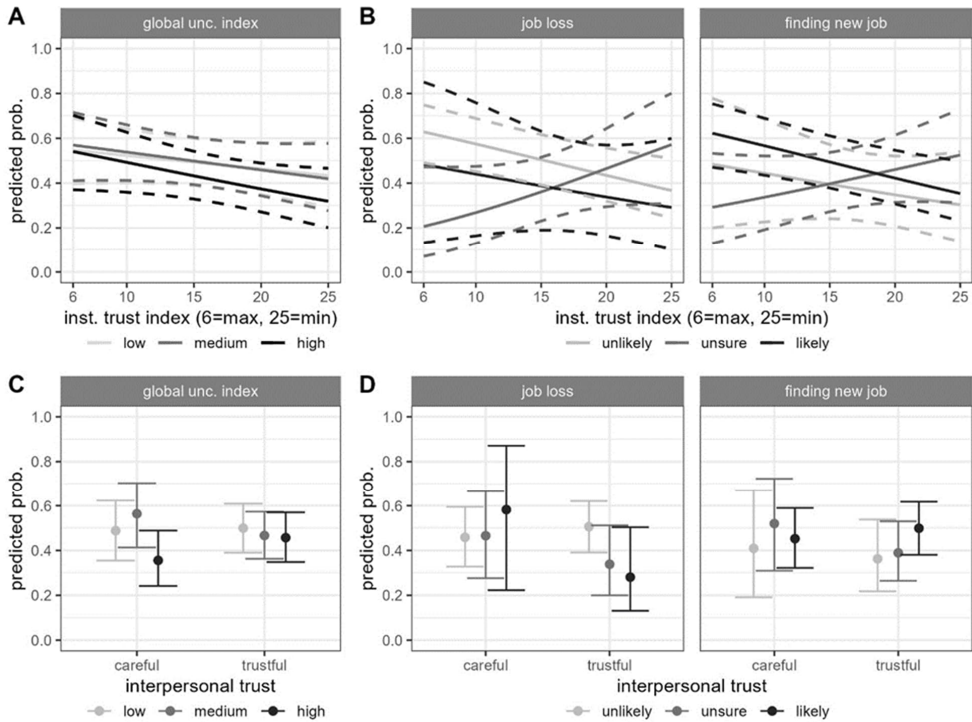 A
global unc. index
1.0
0.8
0.6
0.4
0.2
0.0
predicted prob.
6 10 15 20 25
inst. trust index (6=max, 25=min)
low medium high
B
job loss finding new job
1.0
0.8
0.6
0.4
0.2
0.0
predicted prob.
6 10 15 20 25 6 10 15 20 25
inst. trust index (6=max, 25=min)
unlikely unsure likely
C
global unc. index
1.0
0.8
0.6
0.4
0.2
0.0
predicted prob.
careful trustful
interpersonal trust
low medium high
D
job loss finding new job
1.0
0.8
0.6
0.4
0.2
0.0
predicted prob.
careful trustful careful trustful
interpersonal trust
unlikely unsure likely